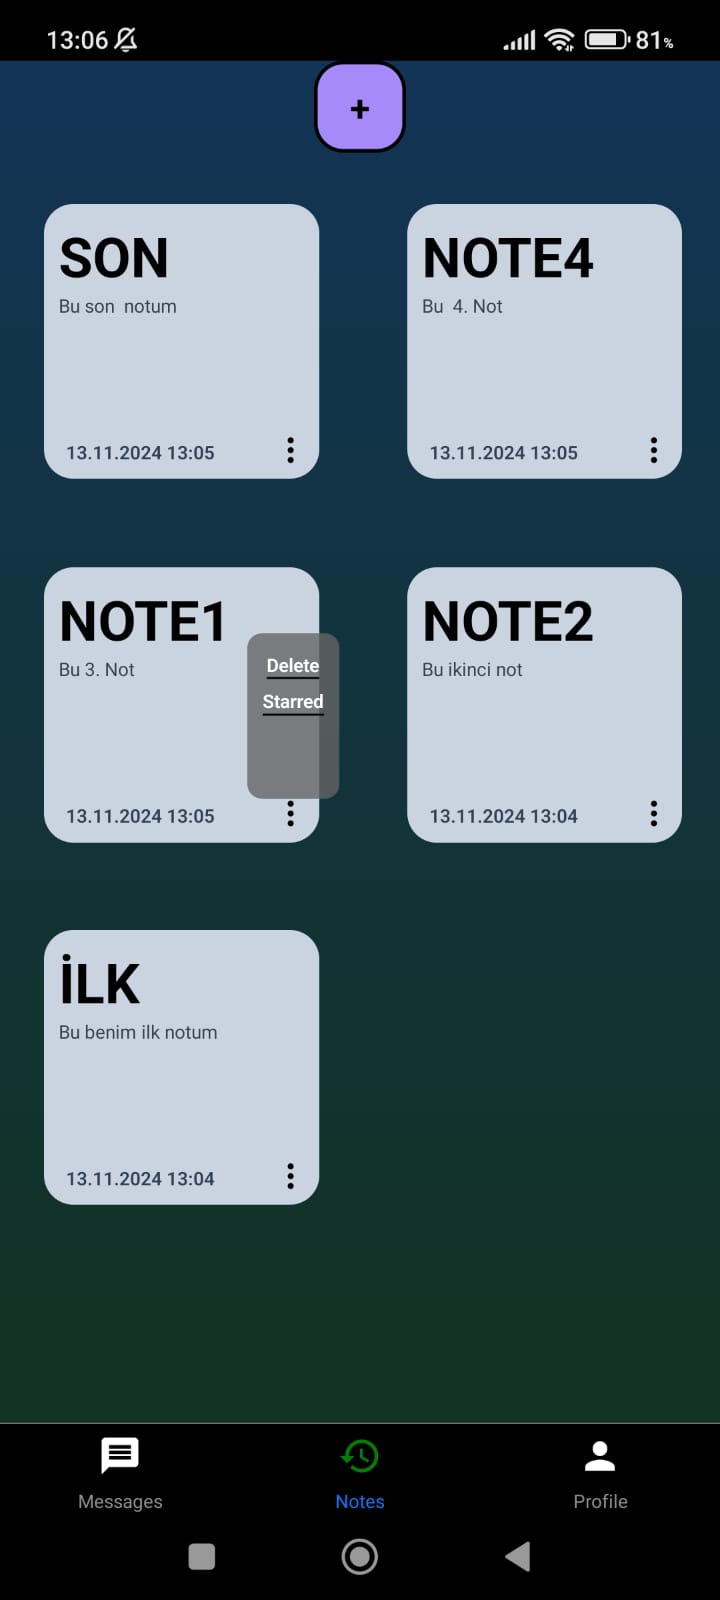 13:06
81%
+
SON
Bu son  notum
13.11.2024 13:05
NOTE4
Bu  4. Not
13.11.2024 13:05
NOTE1
Bu 3. Not
Delete
Starred
13.11.2024 13:05
NOTE2
Bu ikinci not
13.11.2024 13:04
İLK
Bu benim ilk notum
13.11.2024 13:04
Messages
Notes
Profile